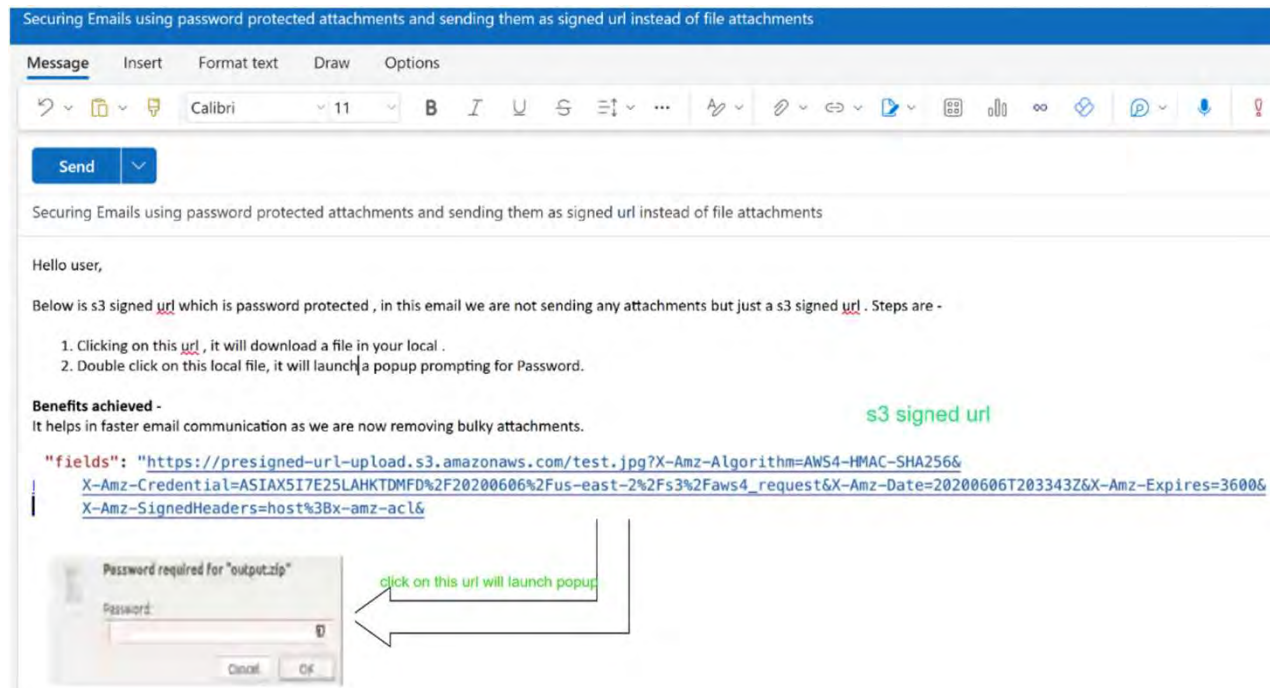 Securing Emails using password protected attachments and sending them as signed url instead of file attachments
Message Insert Format text Draw Options
Calibri 11 B I U S
Send
Securing Emails using password protected attachments and sending them as signed url instead of file attachments
Hello user,
Below is s3 signed url which is password protected , in this email we are not sending any attachments but just a s3 signed url . Steps are -
1. Clicking on this url , it will download a file in your local .
2. Double click on this local file, it will launch a popup prompting for Password.
Benefits achieved -
It helps in faster email communication as we are now removing bulky attachments.
s3 signed url
"fields": "https://presigned-url-upload.s3.amazonaws.com/test.jpg?X-Amz-Algorithm=AWS4-HMAC-SHA256&
X-Amz-Credential=ASIAX5I7E25LAHKTDMFD%2F20200606%2Fus-east-2%2Fs3%2Faws4_request&X-Amz-Date=20200606T203343Z&X-Amz-Expires=3600&
X-Amz-SignedHeaders=host%3Bx-amz-acl&
Password required for "output.zip"
click on this url will launch popup
Password:
Cancel OK